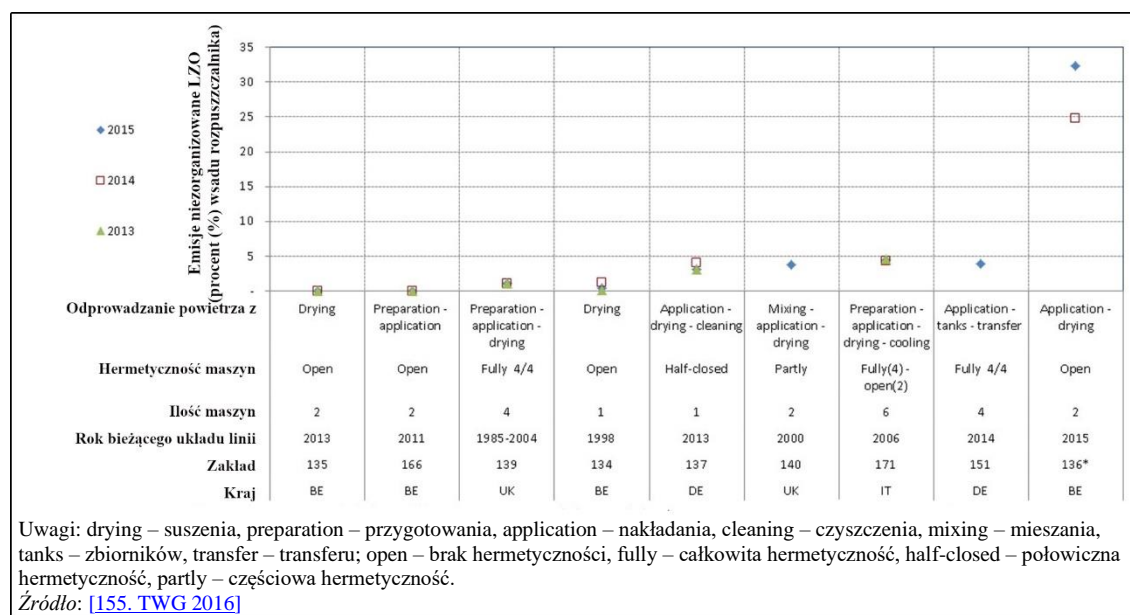 Emisje niezorganizowane LZO
(procent (%) wsadu rozpuszczalnika)
35
30
25
20
15
10
5
-
2015
2014
2013
Odprowadzanie powietrza z
Drying
Preparation - application
Preparation - application - drying
Drying
Application - drying - cleaning
Mixing - application - drying
Preparation - application - drying - cooling
Application - tanks - transfer
Application - drying
Hermetyczność maszyn
Open
Open
Fully 4/4
Open
Half-closed
Partly
Fully(4) - open(2)
Fully 4/4
Open
Ilość maszyn 2 2 4 1 1 2 6 4 2
Rok bieżącego układu linii 2013 2011 1985-2004 1998 2013 2000 2006 2014 2015
Zakład 135 166 139 134 137 140 171 151 136*
Kraj BE BE UK BE DE UK IT DE BE
Uwagi: drying – suszenia, preparation – przygotowania, application – nakładania, cleaning – czyszczenia, mixing – mieszania,
tanks – zbiorników, transfer – transferu; open – brak hermetyczności, fully – całkowita hermetyczność, half-closed – połowiczna
hermetyczność, partly – częściowa hermetyczność.
Źródło: [155. TWG 2016]